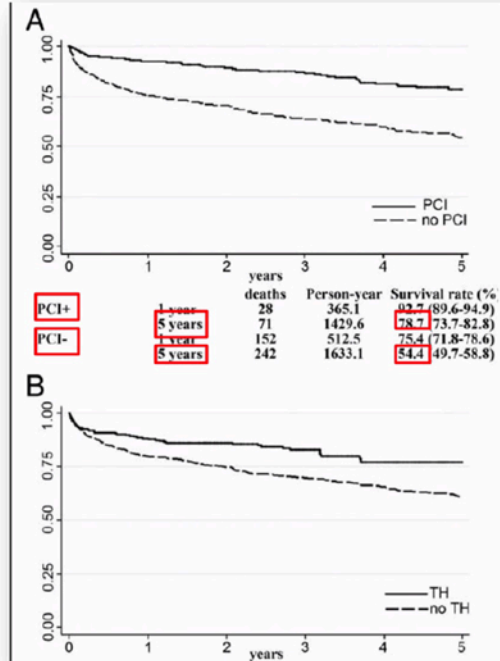 A
1.00
0.75
0.50
0.25
0.00
PCI
no PCI
0 1 2 3 4 5
years
deaths Person-year Survival rate (%)
PCI+ 1 year 28 365.1 92.7 (89.6-94.9)
5 years 71 1429.6 78.7 73.7-82.8)
PCI- 1 year 152 512.5 75.4 (71.8-78.6)
5 years 242 1633.1 54.4 49.7-58.8)
B
1.00
0.75
0.50
0.25
0.00
TH
no TH
0 1 2 3 4 5
years